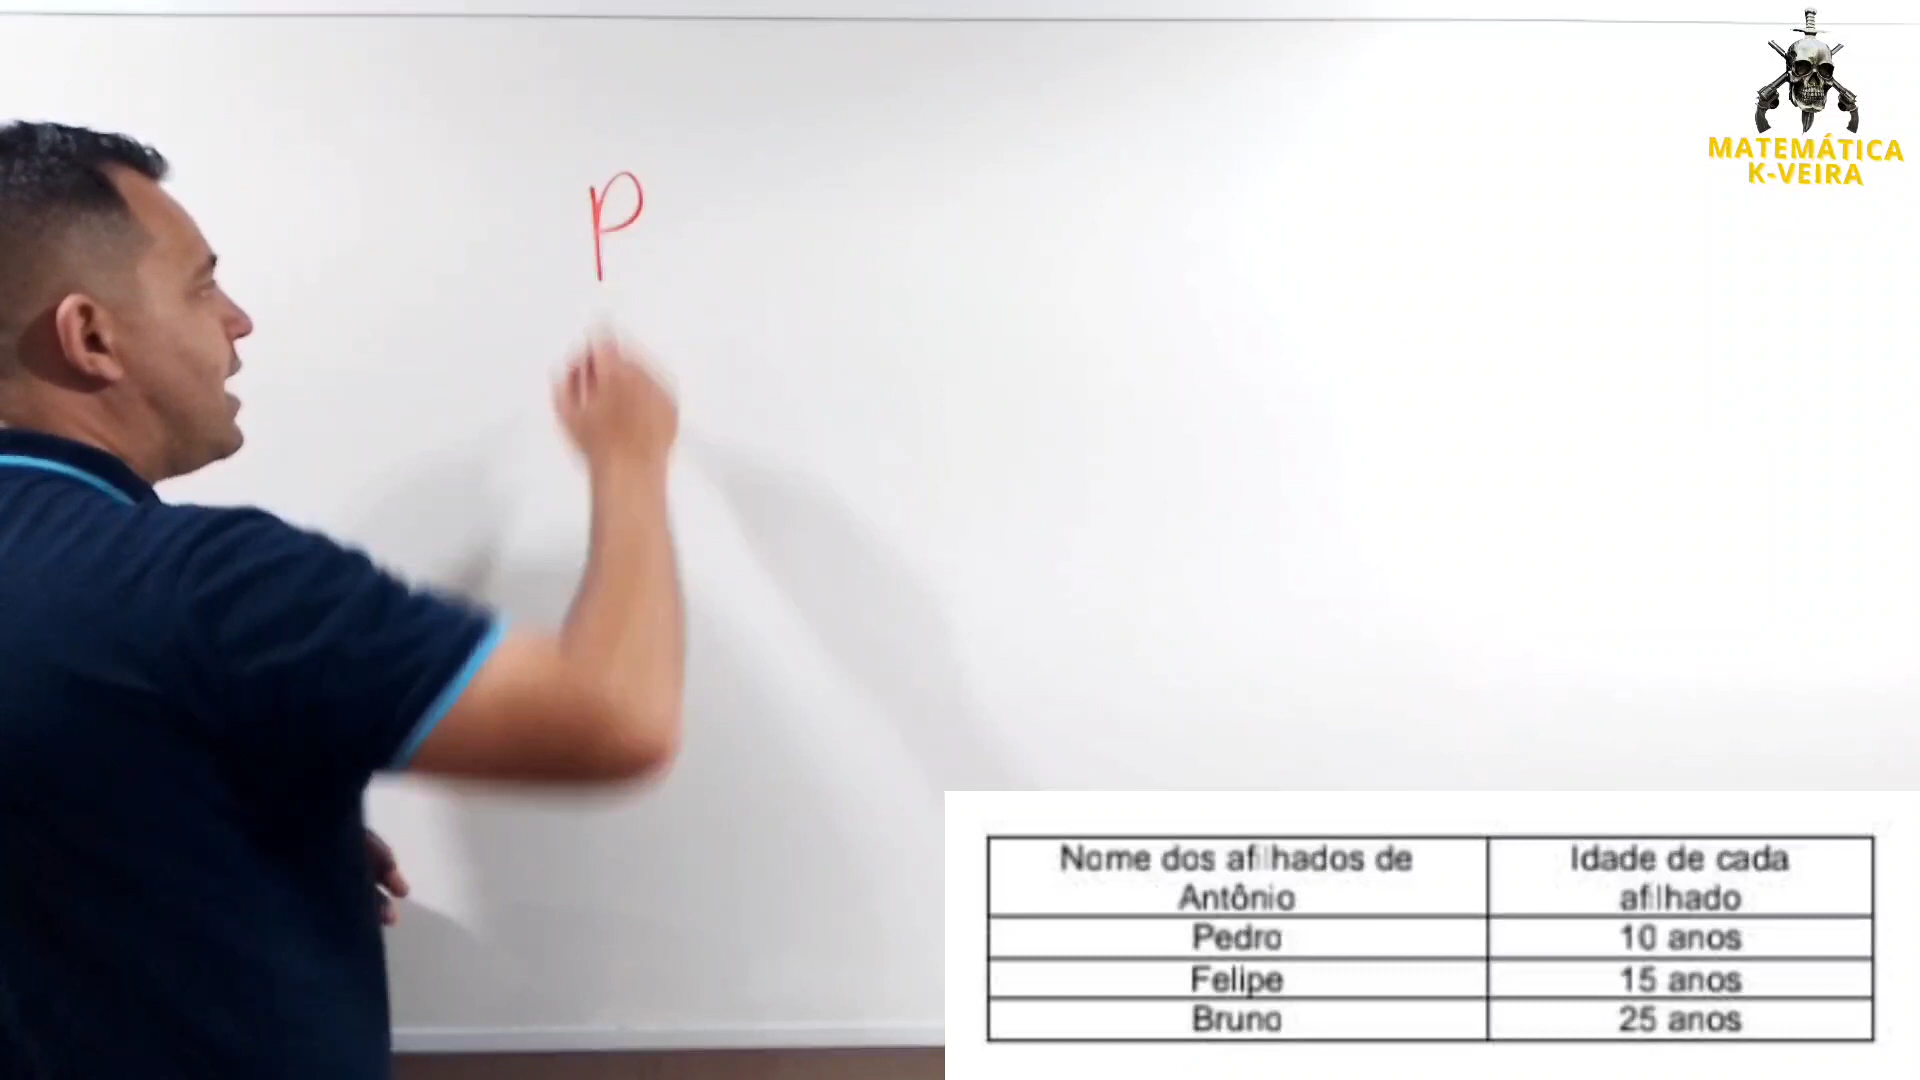 MATEMÁTICA
K-VEIRA
P
Nome dos afilhados de Antônio
Idade de cada afilhado
Pedro
10 anos
Felipe
15 anos
Bruno
25 anos